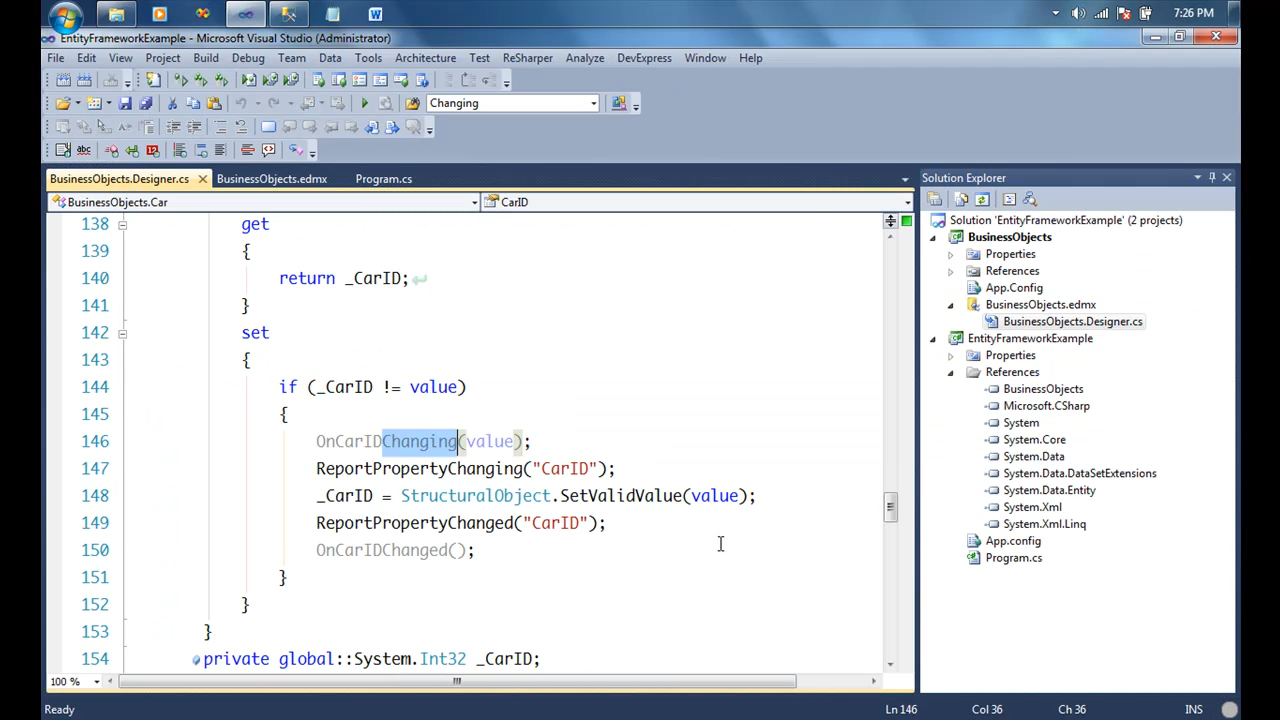 7:26 PM
EntityFrameworkExample - Microsoft Visual Studio (Administrator)
File Edit View Project Build Debug Team Data Tools Architecture Test ReSharper Analyze DevExpress Window Help
Changing
BusinessObjects.Designer.cs BusinessObjects.edmx Program.cs
BusinessObjects.Car CarID
138 get
139 {
140 return _CarID;
141 }
142 set
143 {
144 if (_CarID != value)
145 {
146 OnCarIDChanging(value);
147 ReportPropertyChanging("CarID");
148 _CarID = StructuralObject.SetValidValue(value);
149 ReportPropertyChanged("CarID");
150 OnCarIDChanged();
151 }
152 }
153 }
154 private global::System.Int32 _CarID;
100 %
Solution Explorer
Solution 'EntityFrameworkExample' (2 projects)
BusinessObjects
Properties
References
App.Config
BusinessObjects.edmx
BusinessObjects.Designer.cs
EntityFrameworkExample
Properties
References
BusinessObjects
Microsoft.CSharp
System
System.Core
System.Data
System.Data.DataSetExtensions
System.Data.Entity
System.Xml
System.Xml.Linq
App.config
Program.cs
Ready Ln 146 Col 36 Ch 36 INS